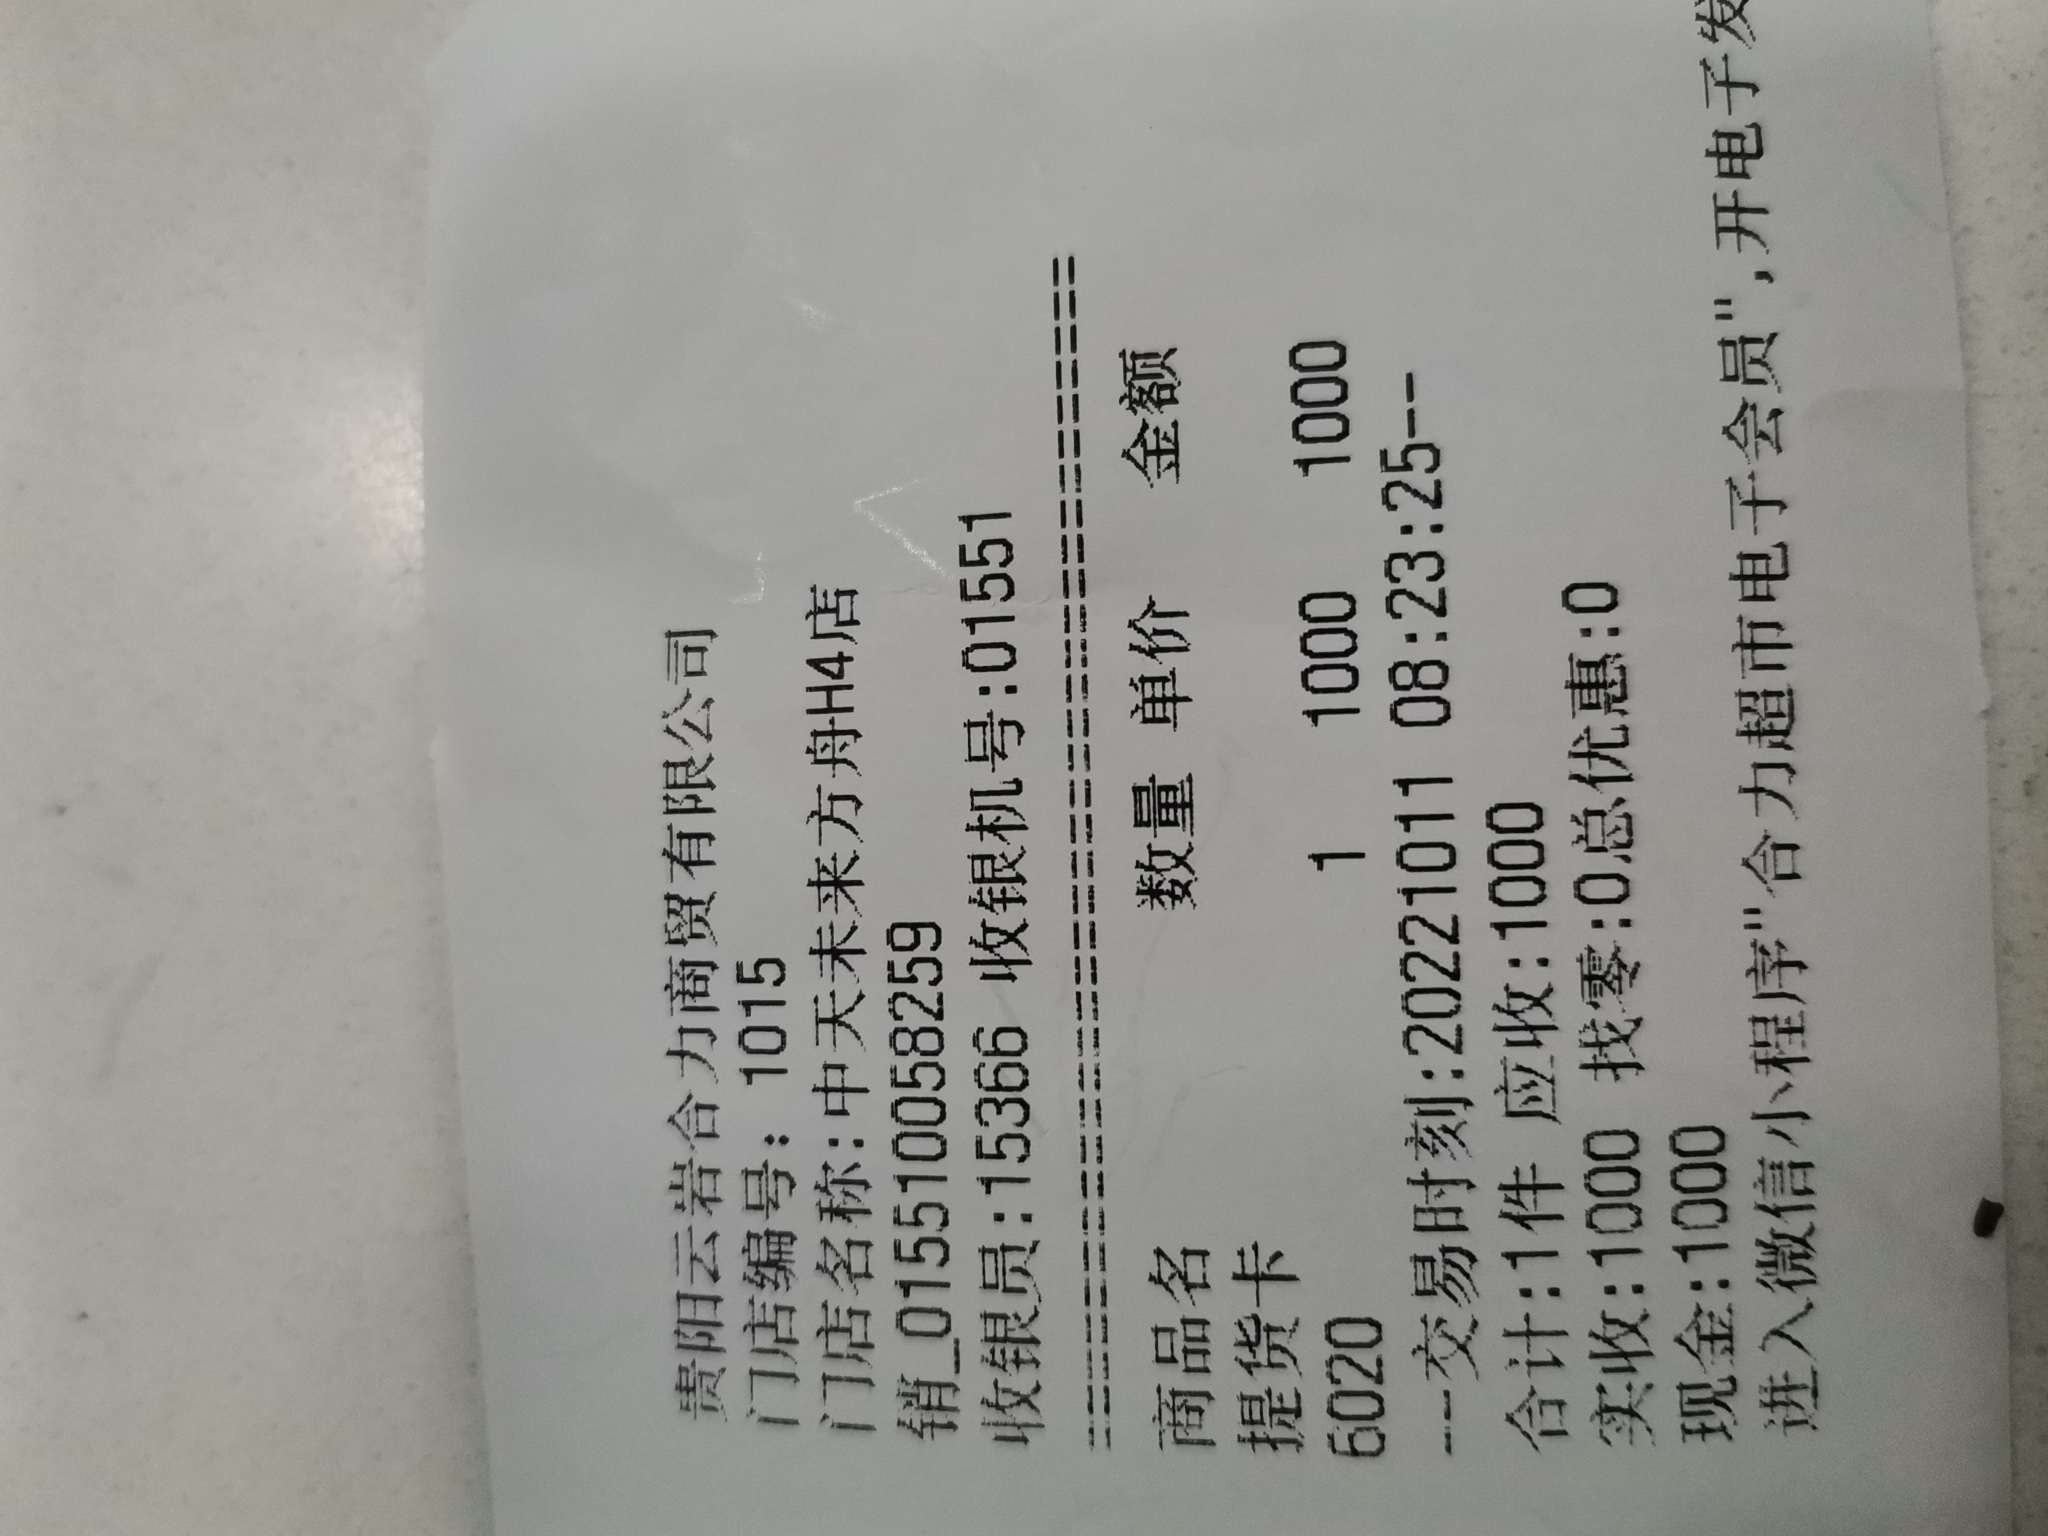 贵阳云岩合力商贸有限公司
门店编号: 1015
门店名称:中天未来方舟H4店
销_0155100058259
收银员:15366 收银机号:01551
================================
商品名 数量 单价 金额
提货卡
6020 1 1000 1000
--交易时刻:20221011 08:23:25--
合计:1件 应收:1000
实收:1000 找零:0总优惠:0
现金:1000
进入微信小程序"合力超市电子会员",开电子发